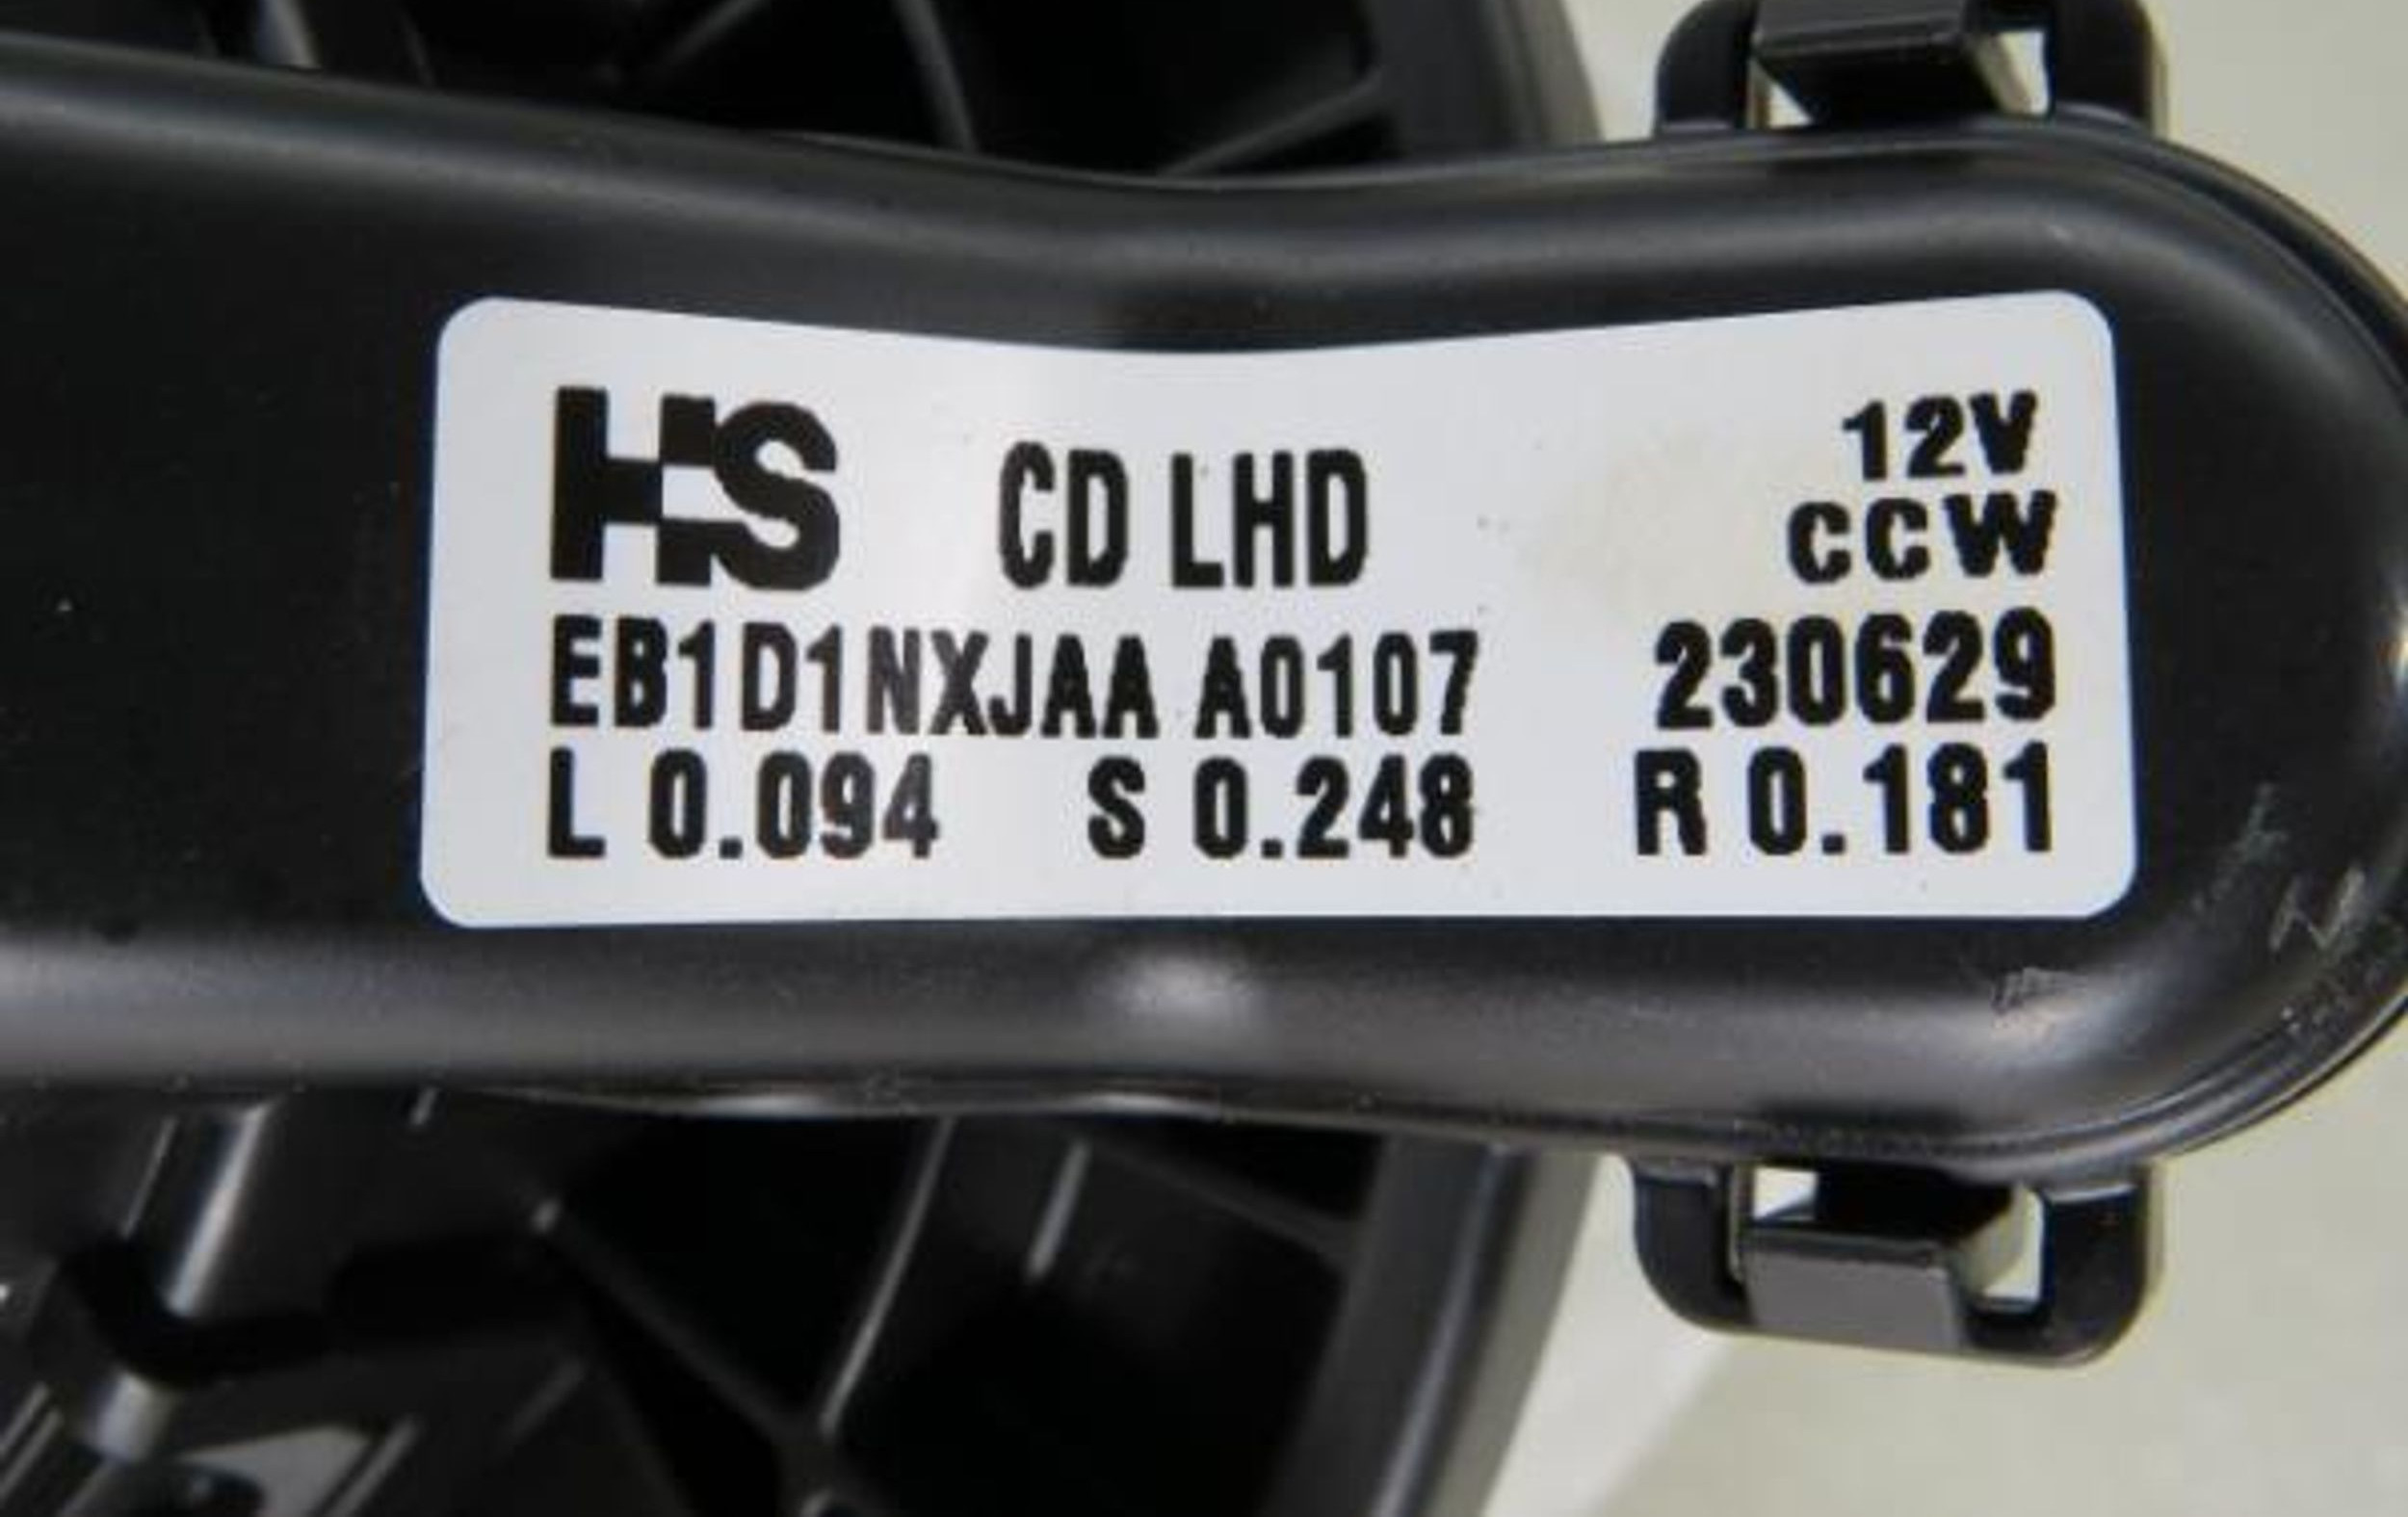 HS CD LHD 12V
CCW
EB1D1NXJAA A0107 230629
L 0.094 S 0.248 R 0.181